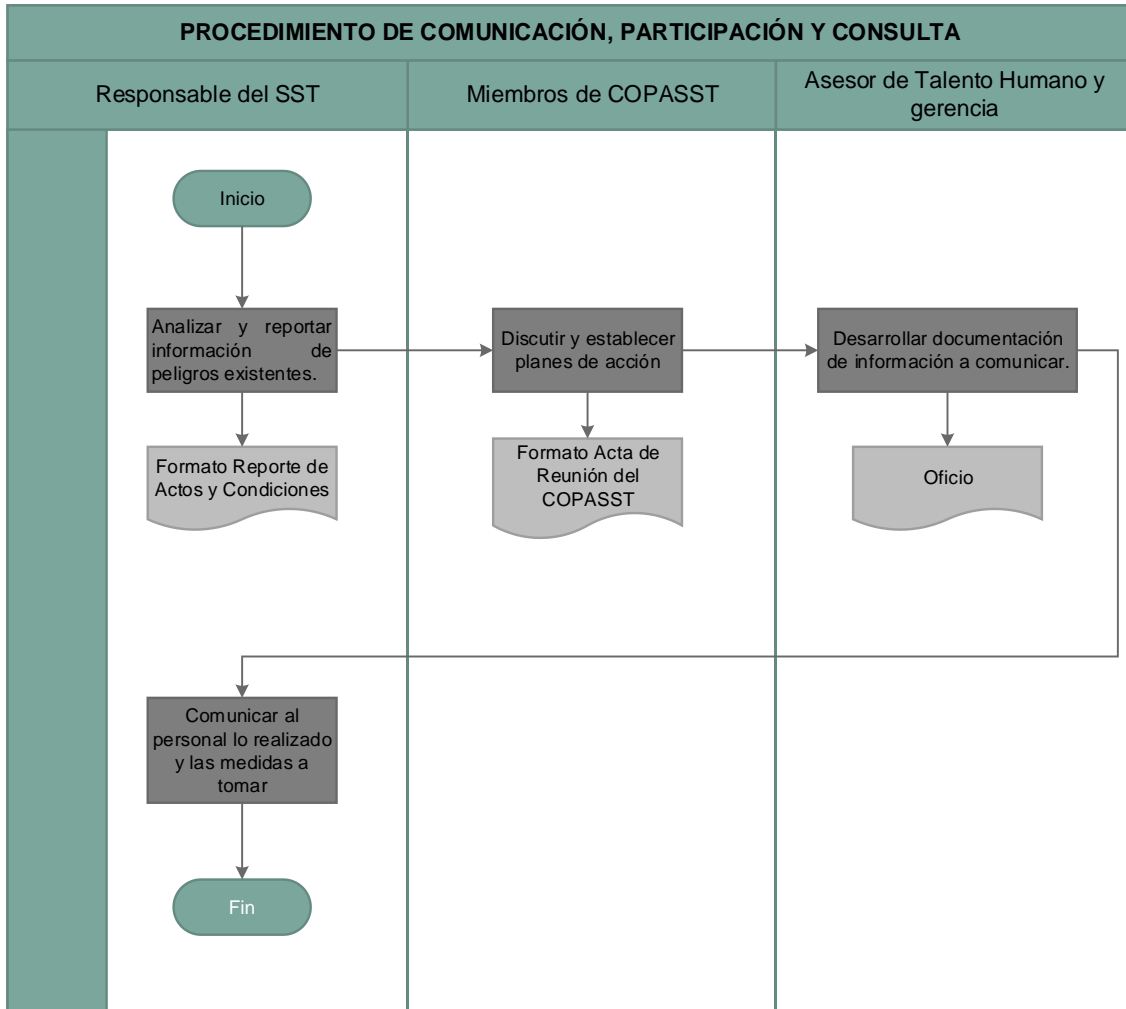 PROCEDIMIENTO DE COMUNICACIÓN, PARTICIPACIÓN Y CONSULTA
Responsable del SST
Miembros de COPASST
Asesor de Talento Humano y
gerencia
Inicio
Analizar y reportar
información de
peligros existentes.
Discutir y establecer
planes de acción
Desarrollar documentación
de información a comunicar.
Formato Reporte de
Actos y Condiciones
Formato Acta de
Reunión del
COPASST
Oficio
Comunicar al
personal lo realizado
y las medidas a
tomar
Fin